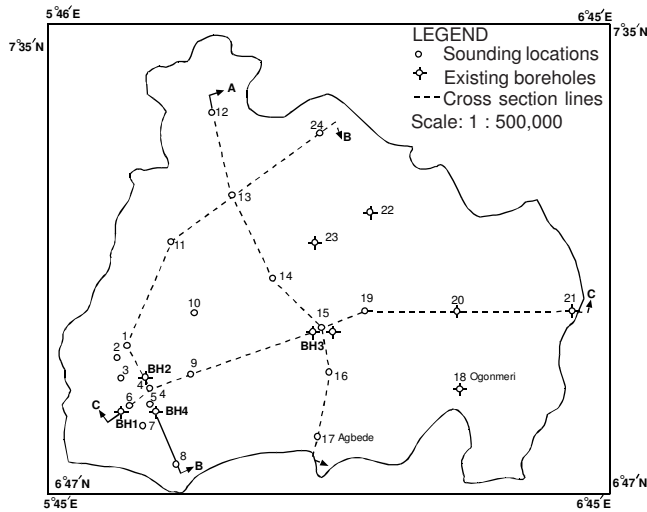 5°46 E
6°45 E
7°35 N
7°35 N
LEGEND
Sounding locations
Existing boreholes
Cross section lines
Scale: 1 : 500,000
A
12
24
B
13
22
23
11
14
10
15
19
20
21
C
BH3
1
2
3
BH2
4
9
16
18 Ogonmeri
C
6
5
4
BH1
7
BH4
17 Agbede
8
B
6°47 N
6°47 N
5°45 E
6°45 E